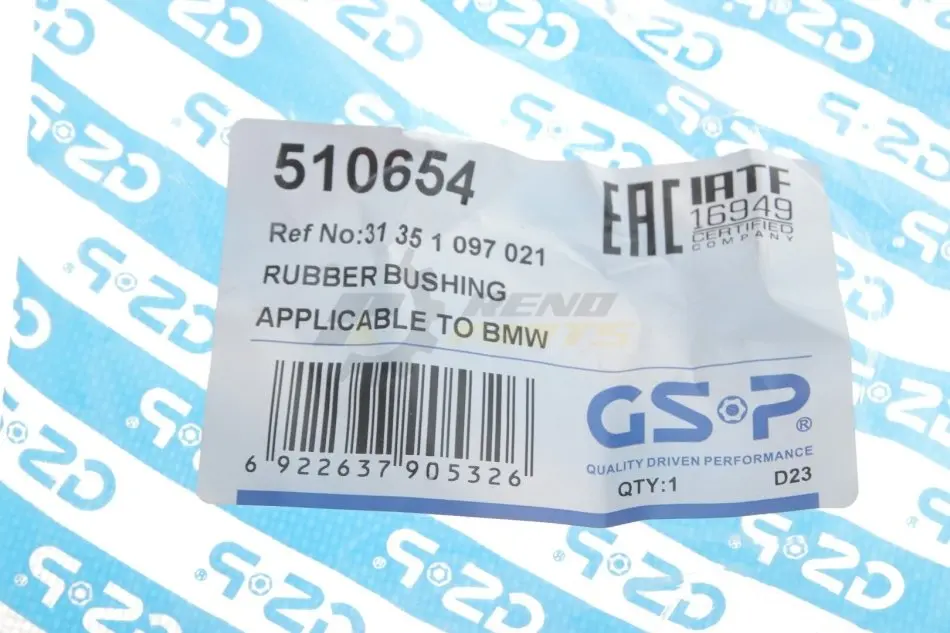 510654
EAC
IATF
16949
CERTIFIED
COMPANY
Ref No:31 35 1 097 021
RUBBER BUSHING
APPLICABLE TO BMW
6 922637 905326
GS-P®
QUALITY DRIVEN PERFORMANCE
QTY:1
D23